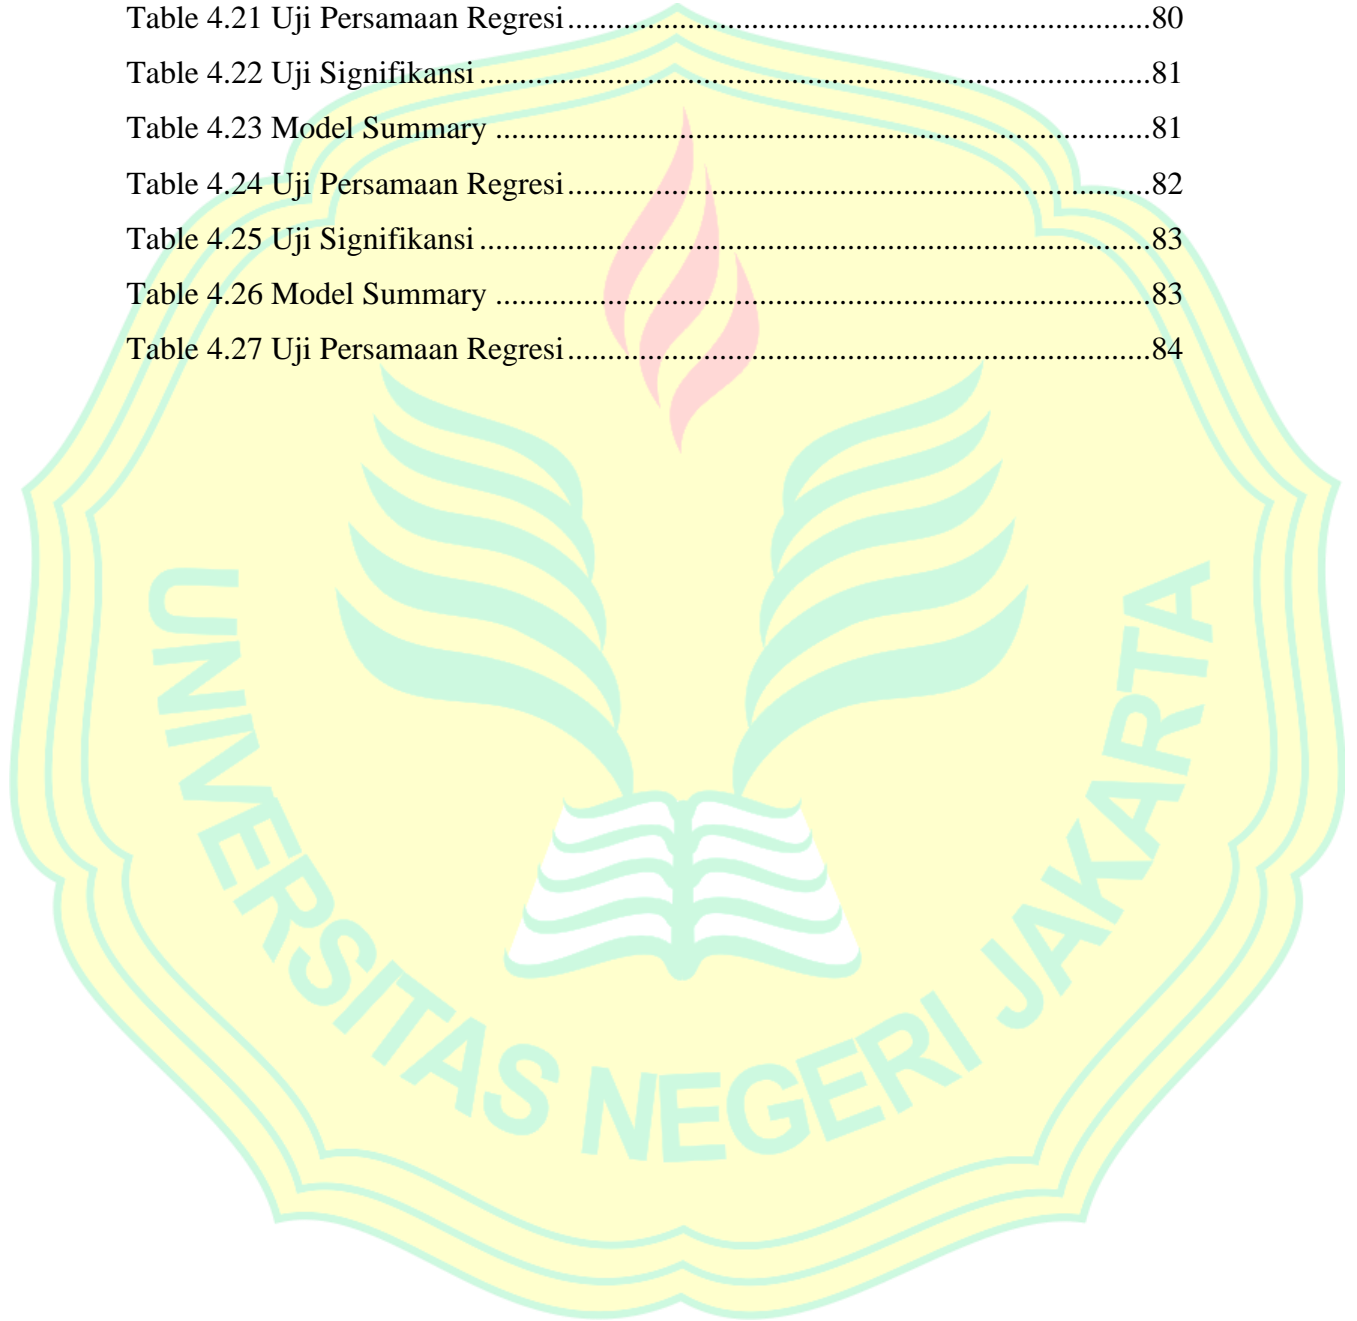 Table 4.21 Uji Persamaan Regresi..........................................................................80
Table 4.22 Uji Signifikansi.....................................................................................81
Table 4.23 Model Summary ...................................................................................81
Table 4.24 Uji Persamaan Regresi..........................................................................82
Table 4.25 Uji Signifikansi.....................................................................................83
Table 4.26 Model Summary ...................................................................................83
Table 4.27 Uji Persamaan Regresi..........................................................................84
UNIVERSITAS NEGERI JAKARTA